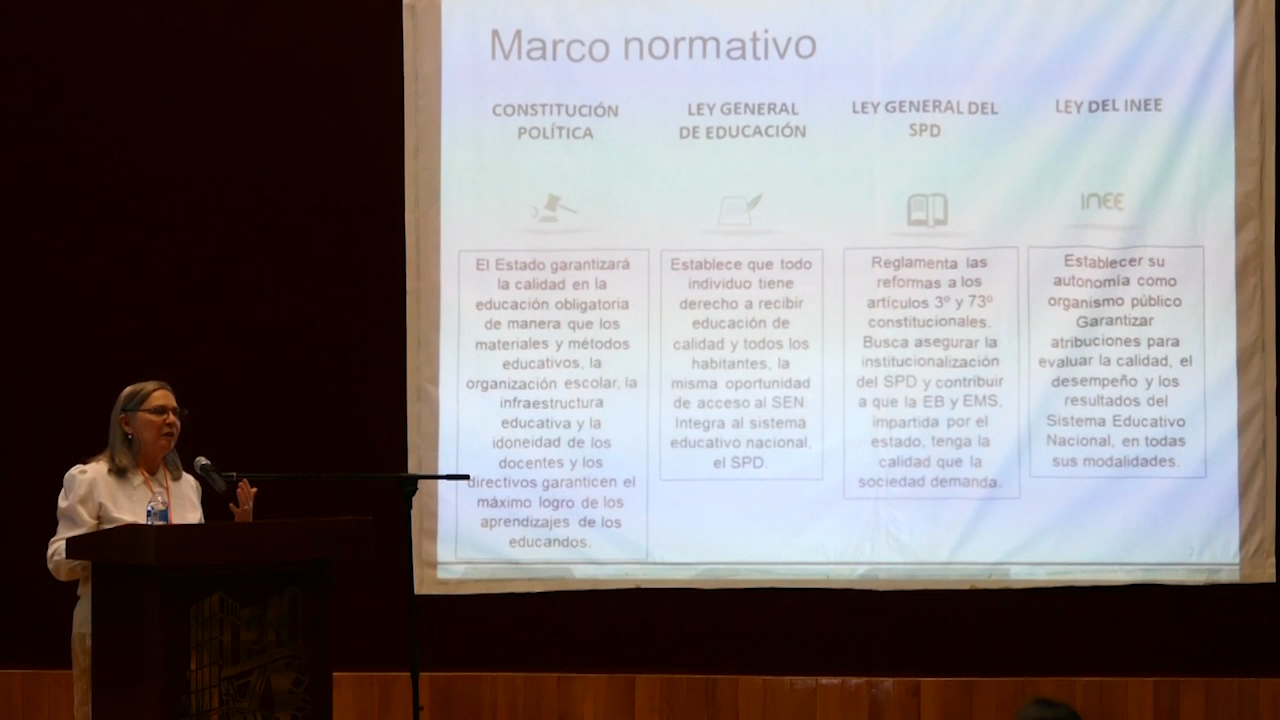 Marco normativo
CONSTITUCIÓN
POLÍTICA
El Estado garantizará
la calidad en la
educación obligatoria
de manera que los
materiales y métodos
educativos, la
organización escolar, la
infraestructura
educativa y la
idoneidad de los
docentes y los
directivos garanticen el
máximo logro de los
aprendizajes de los
educandos.
LEY GENERAL
DE EDUCACIÓN
Establece que todo
individuo tiene
derecho a recibir
educación de
calidad y todos los
habitantes, la
misma oportunidad
de acceso al SEN.
Integra al sistema
educativo nacional,
el SPD.
LEY GENERAL DEL
SPD
Reglamenta las
reformas a los
artículos 3º y 73º
constitucionales.
Busca asegurar la
institucionalización
del SPD y contribuir
a que la EB y EMS,
impartida por el
estado, tenga la
calidad que la
sociedad demanda.
LEY DEL INEE
INEE
Establecer su
autonomía como
organismo público
Garantizar
atribuciones para
evaluar la calidad, el
desempeño y los
resultados del
Sistema Educativo
Nacional, en todas
sus modalidades.